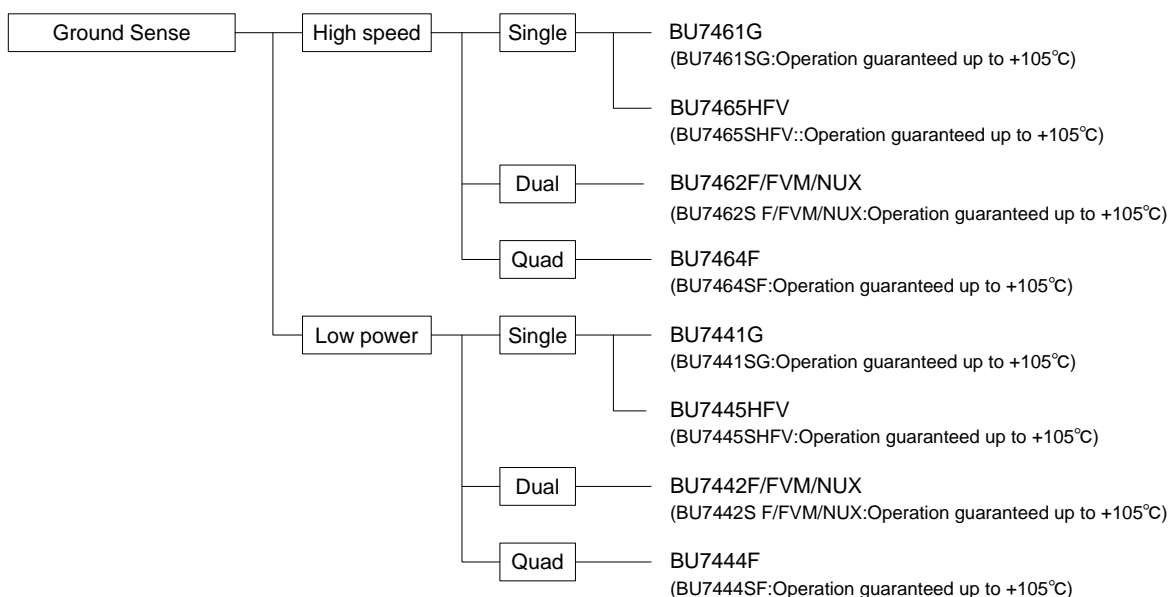 Ground Sense
High speed
Single
BU7461G
(BU7461SG:Operation guaranteed up to +105℃)
BU7465HFV
(BU7465SHFV::Operation guaranteed up to +105℃)
Dual
BU7462F/FVM/NUX
(BU7462S F/FVM/NUX:Operation guaranteed up to +105℃)
Quad
BU7464F
(BU7464SF:Operation guaranteed up to +105℃)
Low power
Single
BU7441G
(BU7441SG:Operation guaranteed up to +105℃)
BU7445HFV
(BU7445SHFV:Operation guaranteed up to +105℃)
Dual
BU7442F/FVM/NUX
(BU7442S F/FVM/NUX:Operation guaranteed up to +105℃)
Quad
BU7444F
(BU7444SF:Operation guaranteed up to +105℃)